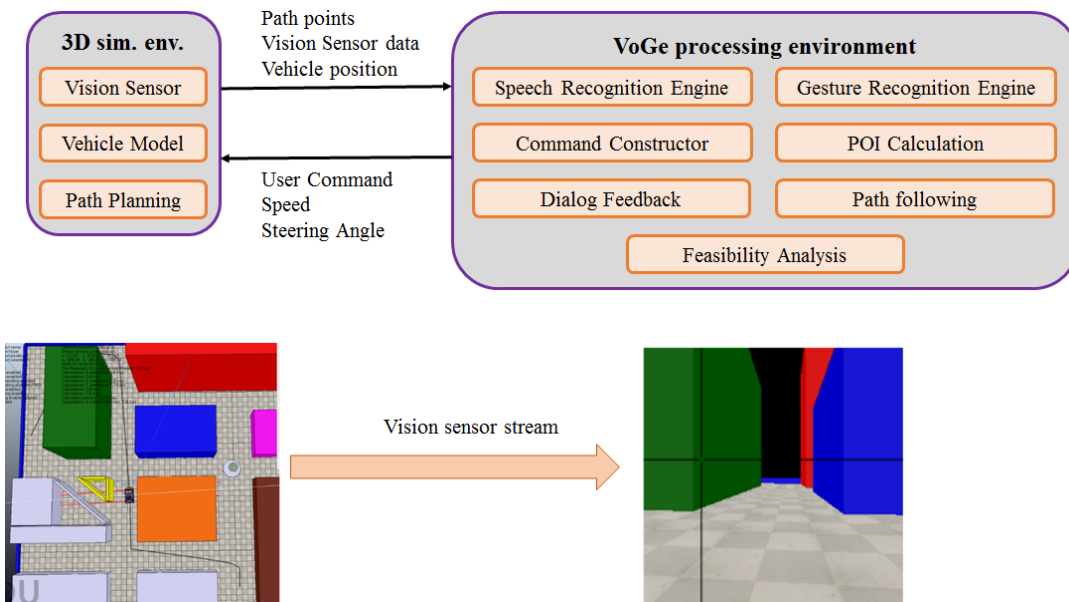 3D sim. env.
Vision Sensor
Vehicle Model
Path Planning
Path points
Vision Sensor data
Vehicle position
User Command
Speed
Steering Angle
VoGe processing environment
Speech Recognition Engine
Gesture Recognition Engine
Command Constructor
POI Calculation
Dialog Feedback
Path following
Feasibility Analysis
Vision sensor stream